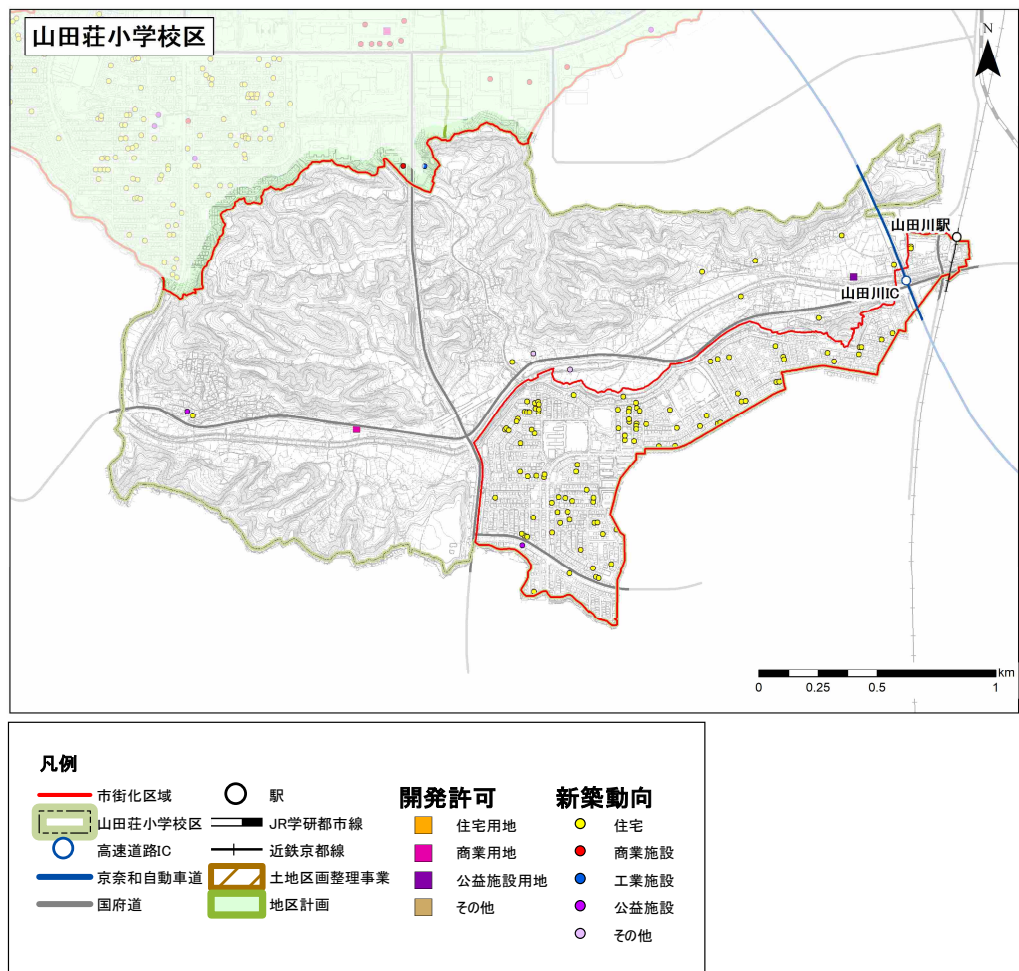 山田荘小学校区
N
山田川駅
山田川IC
km
0 0.25 0.5 1
凡例
市街化区域
山田荘小学校区
高速道路IC
京奈和自動車道
国府道
駅
JR学研都市線
近鉄京都線
土地区画整理事業
地区計画
開発許可
住宅用地
商業用地
公益施設用地
その他
新築動向
住宅
商業施設
工業施設
公益施設
その他